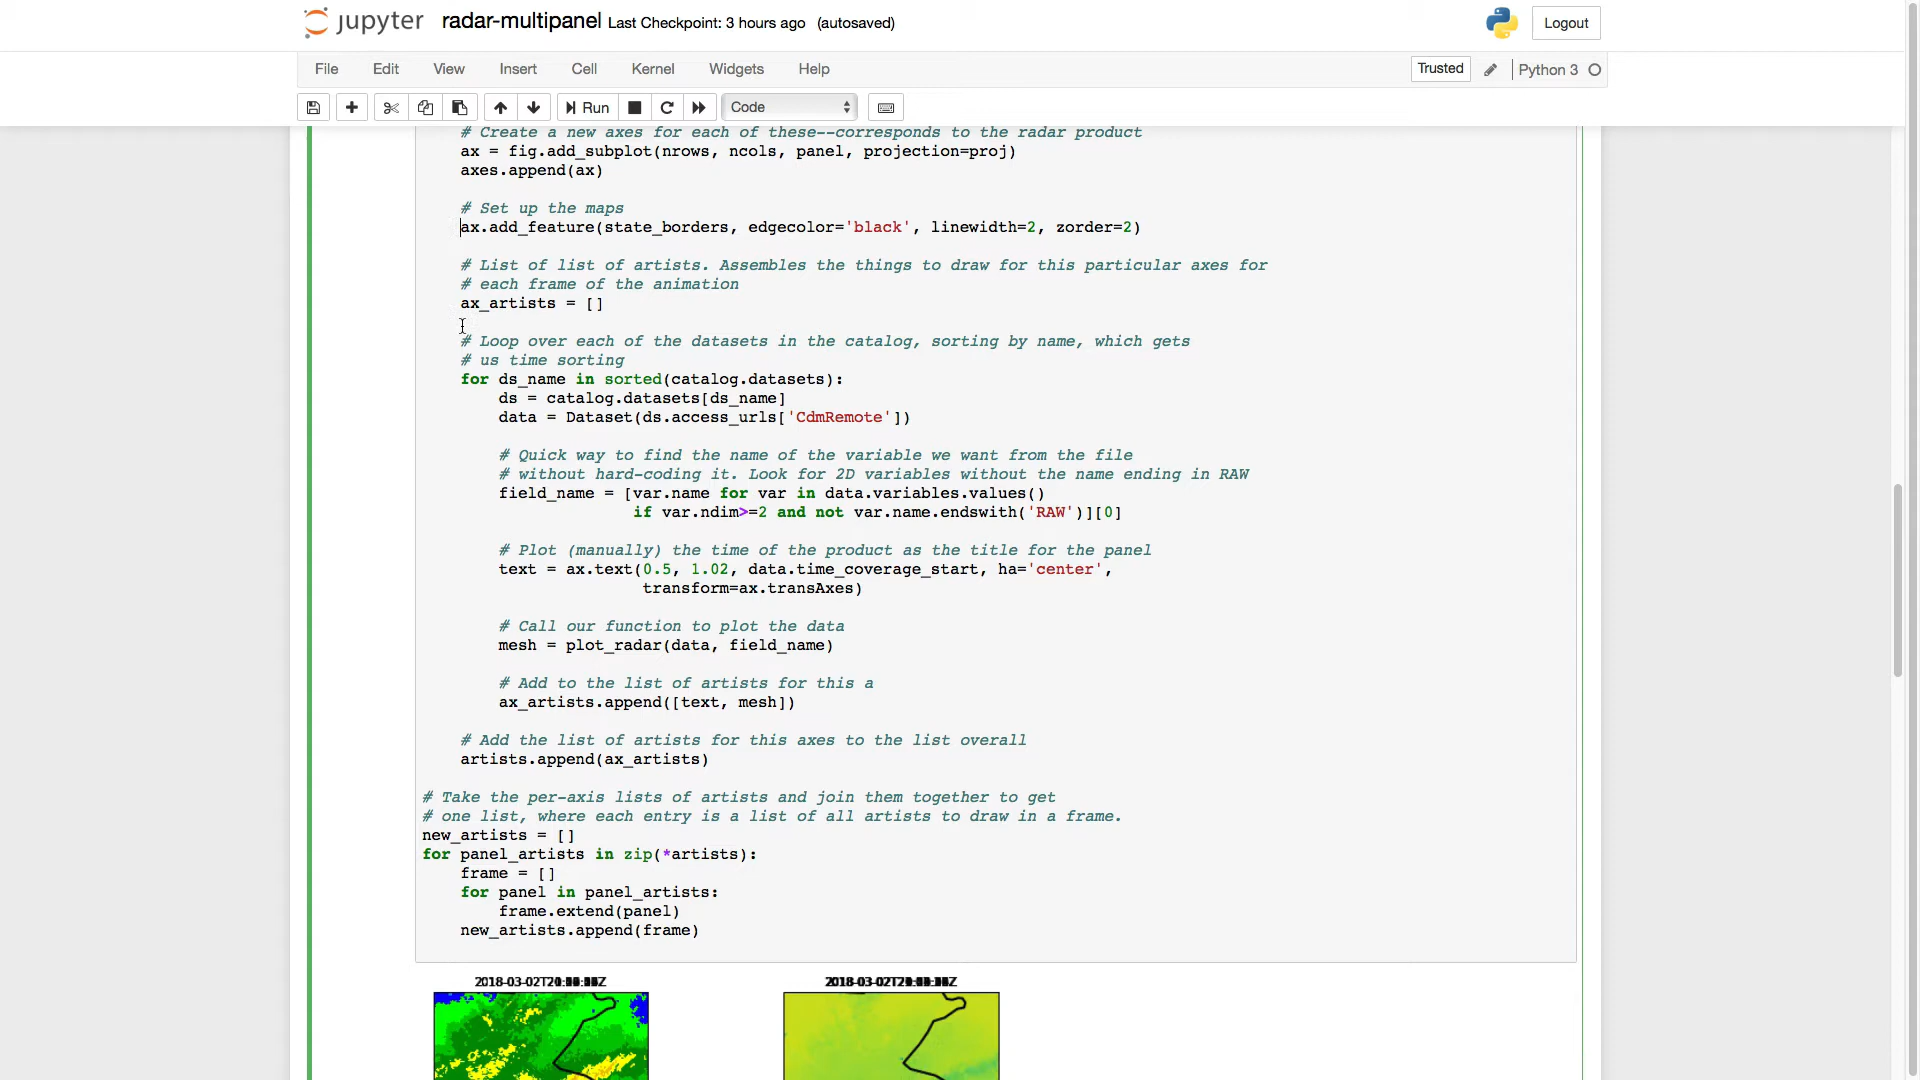 jupyter radar-multipanel Last Checkpoint: 3 hours ago (autosaved)
Logout
File Edit View Insert Cell Kernel Widgets Help
Trusted
Python 3
Run
Code
# Create a new axes for each of these--corresponds to the radar product
ax = fig.add_subplot(nrows, ncols, panel, projection=proj)
axes.append(ax)
# Set up the maps
ax.add_feature(state_borders, edgecolor='black', linewidth=2, zorder=2)
# List of list of artists. Assembles the things to draw for this particular axes for
# each frame of the animation
ax_artists = []
# Loop over each of the datasets in the catalog, sorting by name, which gets
# us time sorting
for ds_name in sorted(catalog.datasets):
ds = catalog.datasets[ds_name]
data = Dataset(ds.access_urls['CdmRemote'])
# Quick way to find the name of the variable we want from the file
# without hard-coding it. Look for 2D variables without the name ending in RAW
field_name = [var.name for var in data.variables.values()
if var.ndim>=2 and not var.name.endswith('RAW')][0]
# Plot (manually) the time of the product as the title for the panel
text = ax.text(0.5, 1.02, data.time_coverage_start, ha='center',
transform=ax.transAxes)
# Call our function to plot the data
mesh = plot_radar(data, field_name)
# Add to the list of artists for this a
ax_artists.append([text, mesh])
# Add the list of artists for this axes to the list overall
artists.append(ax_artists)
# Take the per-axis lists of artists and join them together to get
# one list, where each entry is a list of all artists to draw in a frame.
new_artists = []
for panel_artists in zip(*artists):
frame = []
for panel in panel_artists:
frame.extend(panel)
new_artists.append(frame)